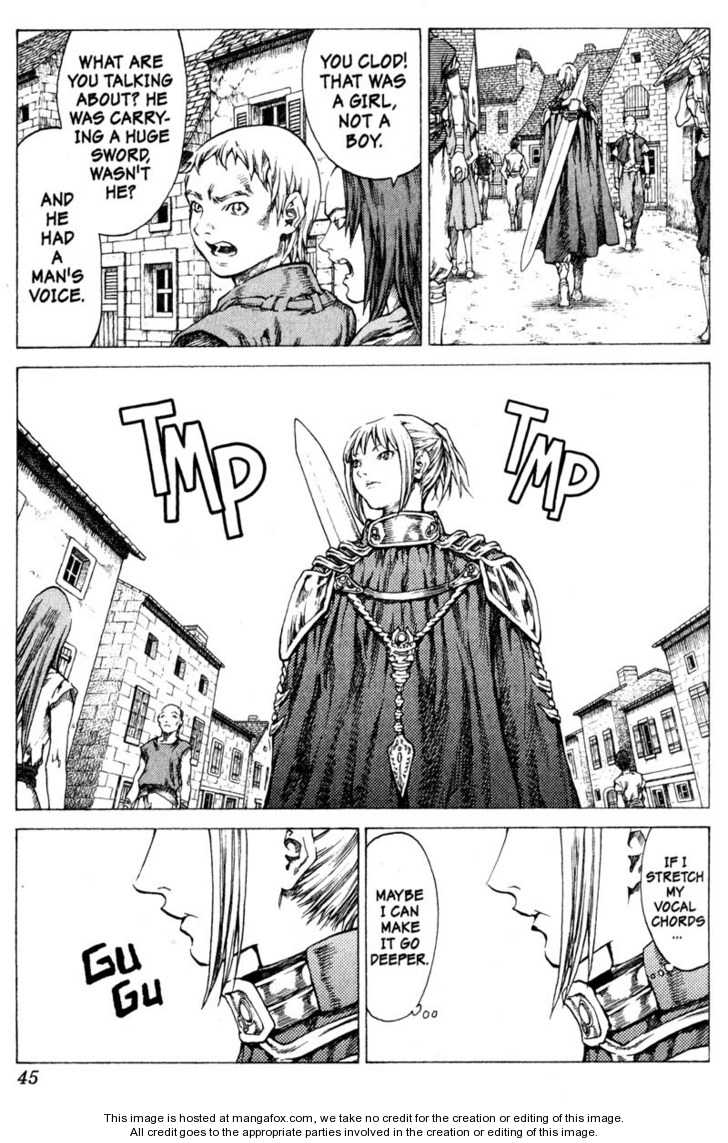 YOU CLOD!
THAT WAS
A GIRL,
NOT A
BOY.
WHAT ARE
YOU TALKING
ABOUT? HE
WAS CARRY-
ING A HUGE
SWORD,
WASN'T
HE?
AND
HE
HAD
A
MAN'S
VOICE.
TMP
TMP
IF I
STRETCH
MY
VOCAL
CHORDS
...
MAYBE
I CAN
MAKE
IT GO
DEEPER.
GU
GU
45
This image is hosted at mangafox.com, we take no credit for the creation or editing of this image.
All credit goes to the appropriate parties involved in the creation or editing of this image.